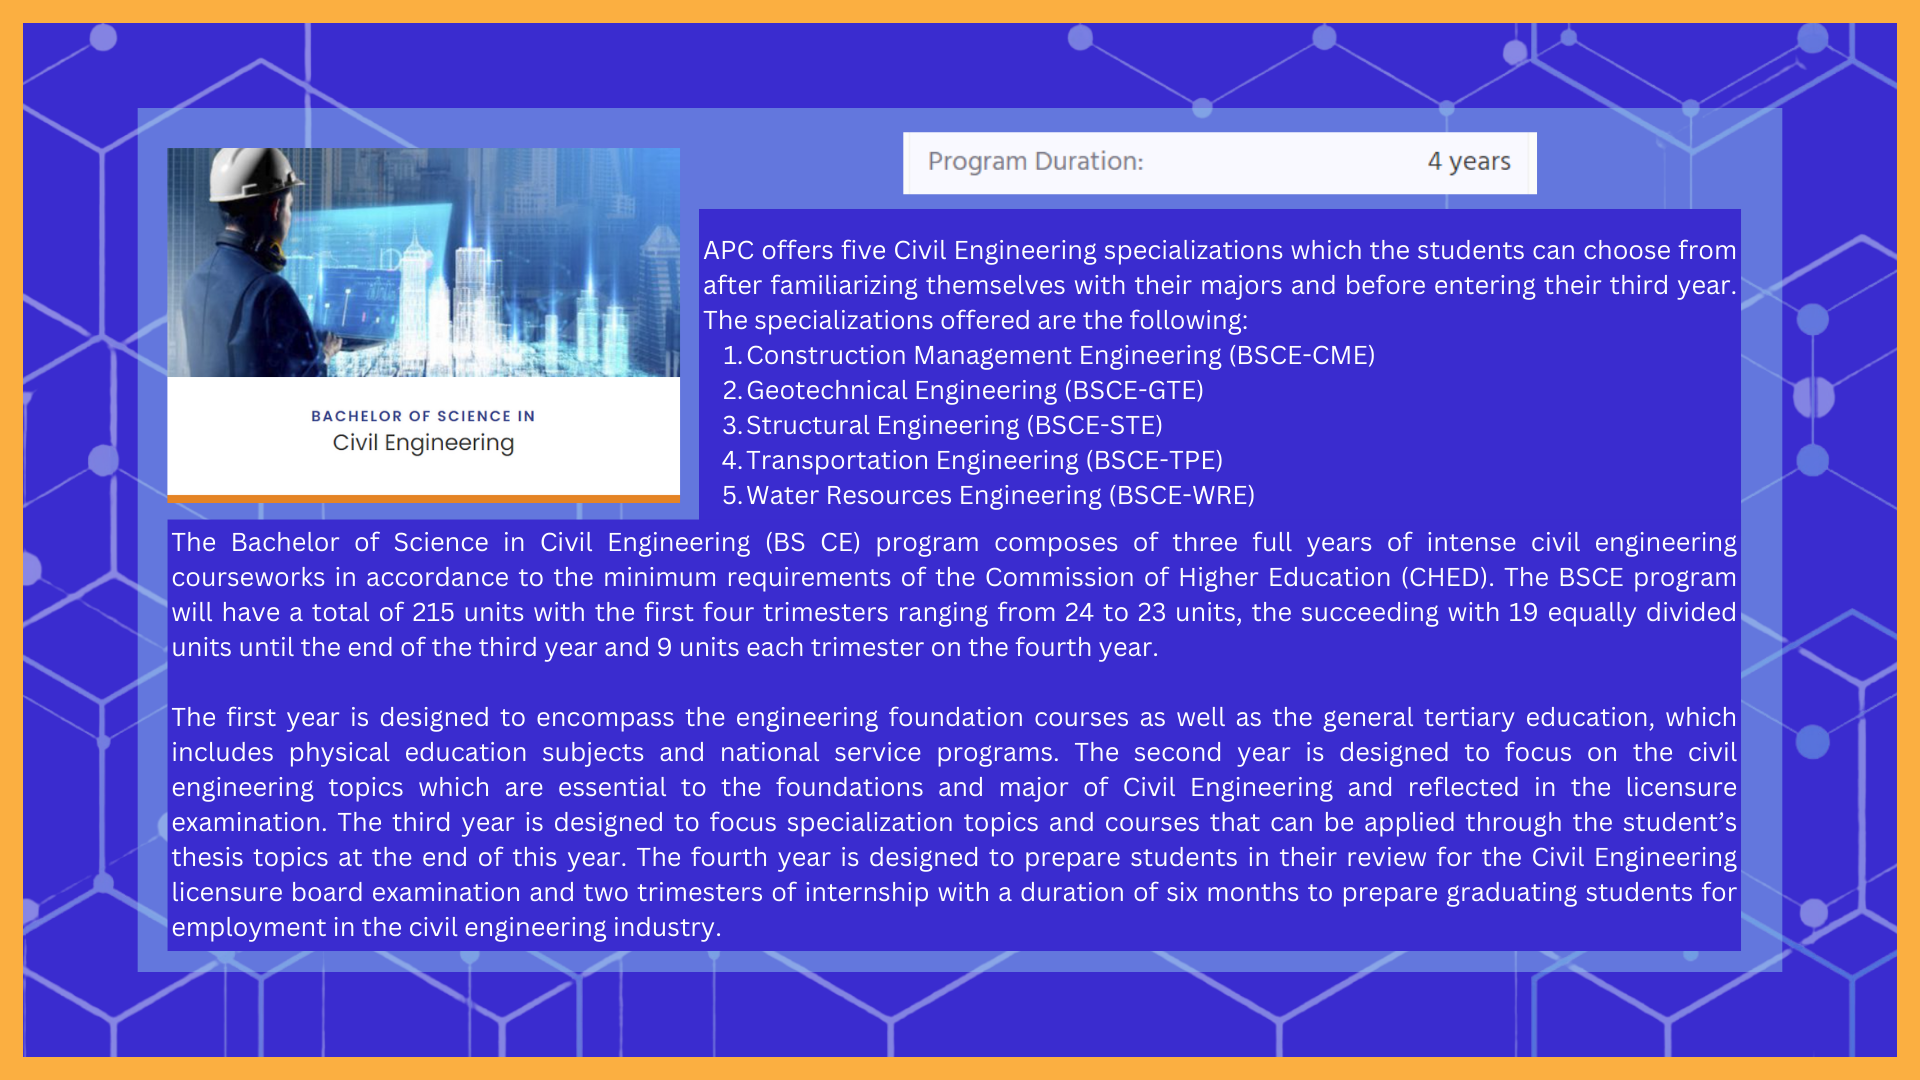 Program Duration: 4 years
APC offers five Civil Engineering specializations which the students can choose from
after familiarizing themselves with their majors and before entering their third year.
The specializations offered are the following:
1. Construction Management Engineering (BSCE-CME)
2. Geotechnical Engineering (BSCE-GTE)
3. Structural Engineering (BSCE-STE)
4. Transportation Engineering (BSCE-TPE)
5. Water Resources Engineering (BSCE-WRE)
BACHELOR OF SCIENCE IN
Civil Engineering
The Bachelor of Science in Civil Engineering (BS CE) program composes of three full years of intense civil engineering
courseworks in accordance to the minimum requirements of the Commission of Higher Education (CHED). The BSCE program
will have a total of 215 units with the first four trimesters ranging from 24 to 23 units, the succeeding with 19 equally divided
units until the end of the third year and 9 units each trimester on the fourth year.
The first year is designed to encompass the engineering foundation courses as well as the general tertiary education, which
includes physical education subjects and national service programs. The second year is designed to focus on the civil
engineering topics which are essential to the foundations and major of Civil Engineering and reflected in the licensure
examination. The third year is designed to focus specialization topics and courses that can be applied through the student’s
thesis topics at the end of this year. The fourth year is designed to prepare students in their review for the Civil Engineering
licensure board examination and two trimesters of internship with a duration of six months to prepare graduating students for
employment in the civil engineering industry.